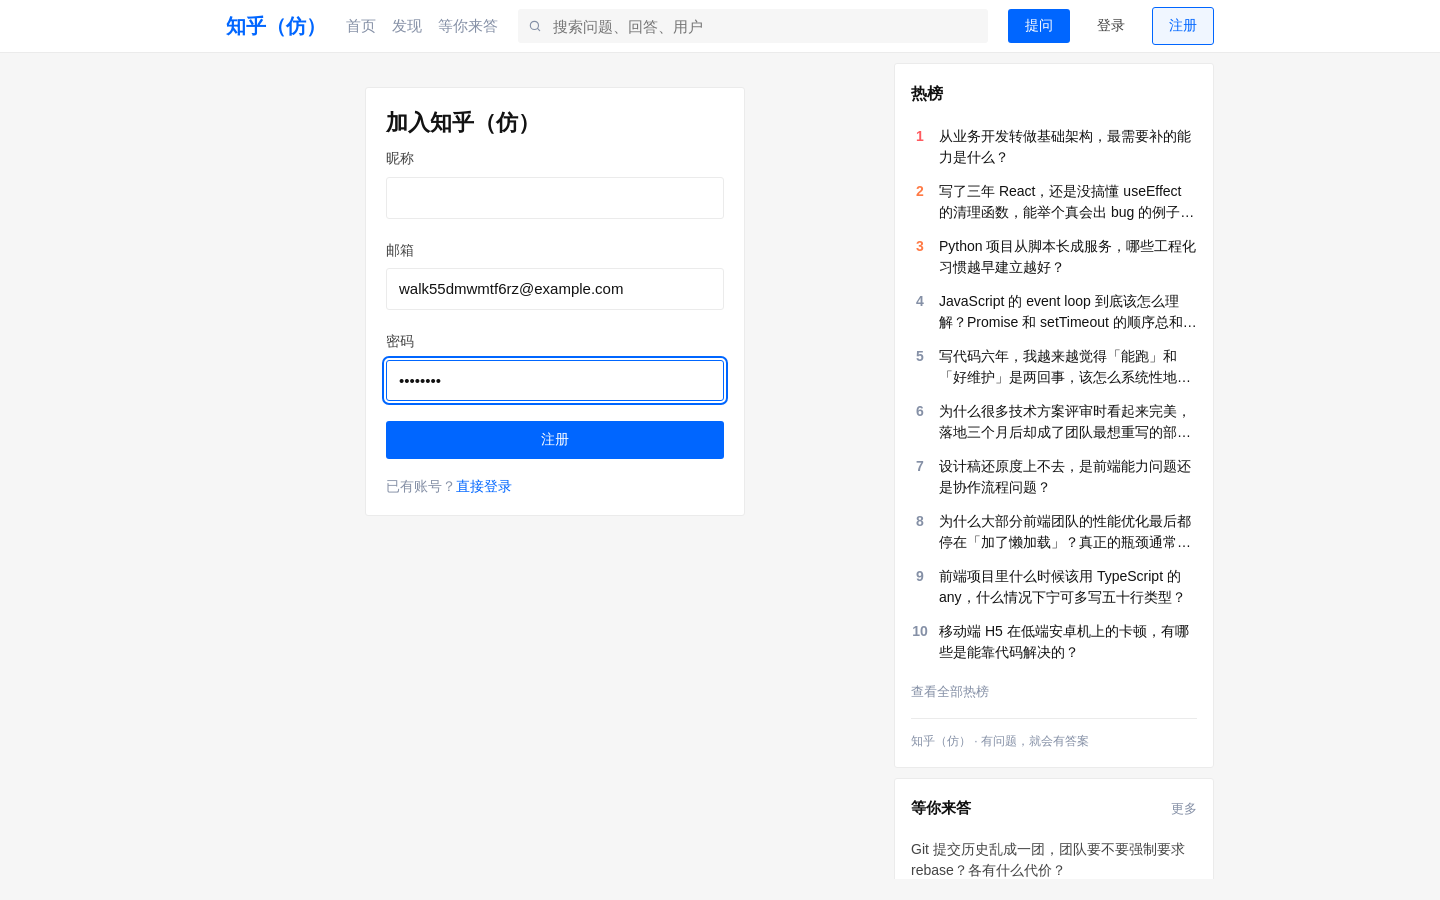 知乎（仿）
首页 发现 等你来答
搜索问题、回答、用户
提问
登录
注册
加入知乎（仿）
昵称
邮箱
walk55dmwmtf6rz@example.com
密码
••••••••
注册
已有账号？直接登录
热榜
1 从业务开发转做基础架构，最需要补的能
力是什么？
2 写了三年 React，还是没搞懂 useEffect
的清理函数，能举个真会出 bug 的例子…
3 Python 项目从脚本长成服务，哪些工程化
习惯越早建立越好？
4 JavaScript 的 event loop 到底该怎么理
解？Promise 和 setTimeout 的顺序总和…
5 写代码六年，我越来越觉得「能跑」和
「好维护」是两回事，该怎么系统性地…
6 为什么很多技术方案评审时看起来完美，
落地三个月后却成了团队最想重写的部…
7 设计稿还原度上不去，是前端能力问题还
是协作流程问题？
8 为什么大部分前端团队的性能优化最后都
停在「加了懒加载」？真正的瓶颈通常…
9 前端项目里什么时候该用 TypeScript 的
any，什么情况下宁可多写五十行类型？
10 移动端 H5 在低端安卓机上的卡顿，有哪
些是能靠代码解决的？
查看全部热榜
知乎（仿） · 有问题，就会有答案
等你来答
更多
Git 提交历史乱成一团，团队要不要强制要求
rebase？各有什么代价？